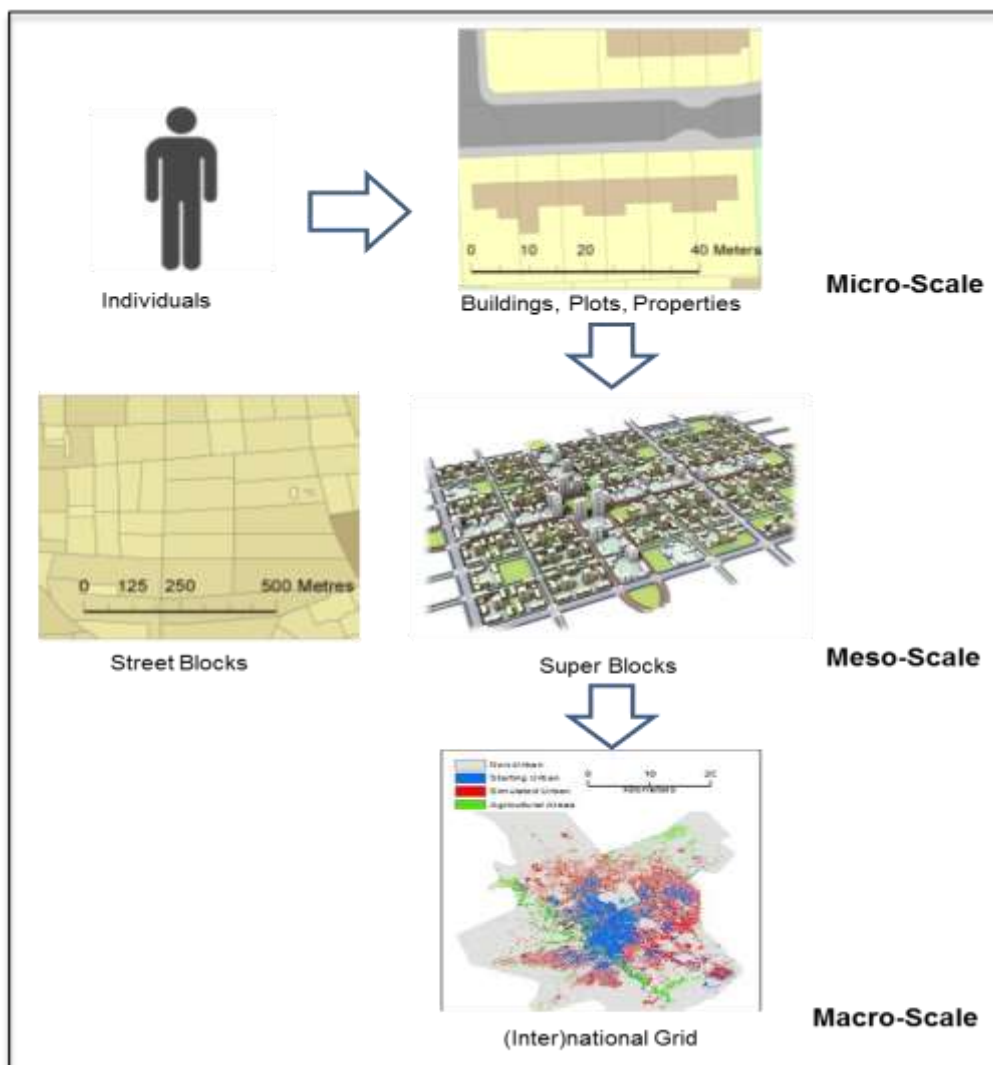 0 10 20 40 Meters
Individuals
Buildings, Plots, Properties
Micro-Scale
0 125 250 500 Metres
Street Blocks
Super Blocks
Meso-Scale
Non-Urban
Starting Urban
Simulated Urban
Agricultural Areas
0 10 20
Kilometers
(Inter)national Grid
Macro-Scale